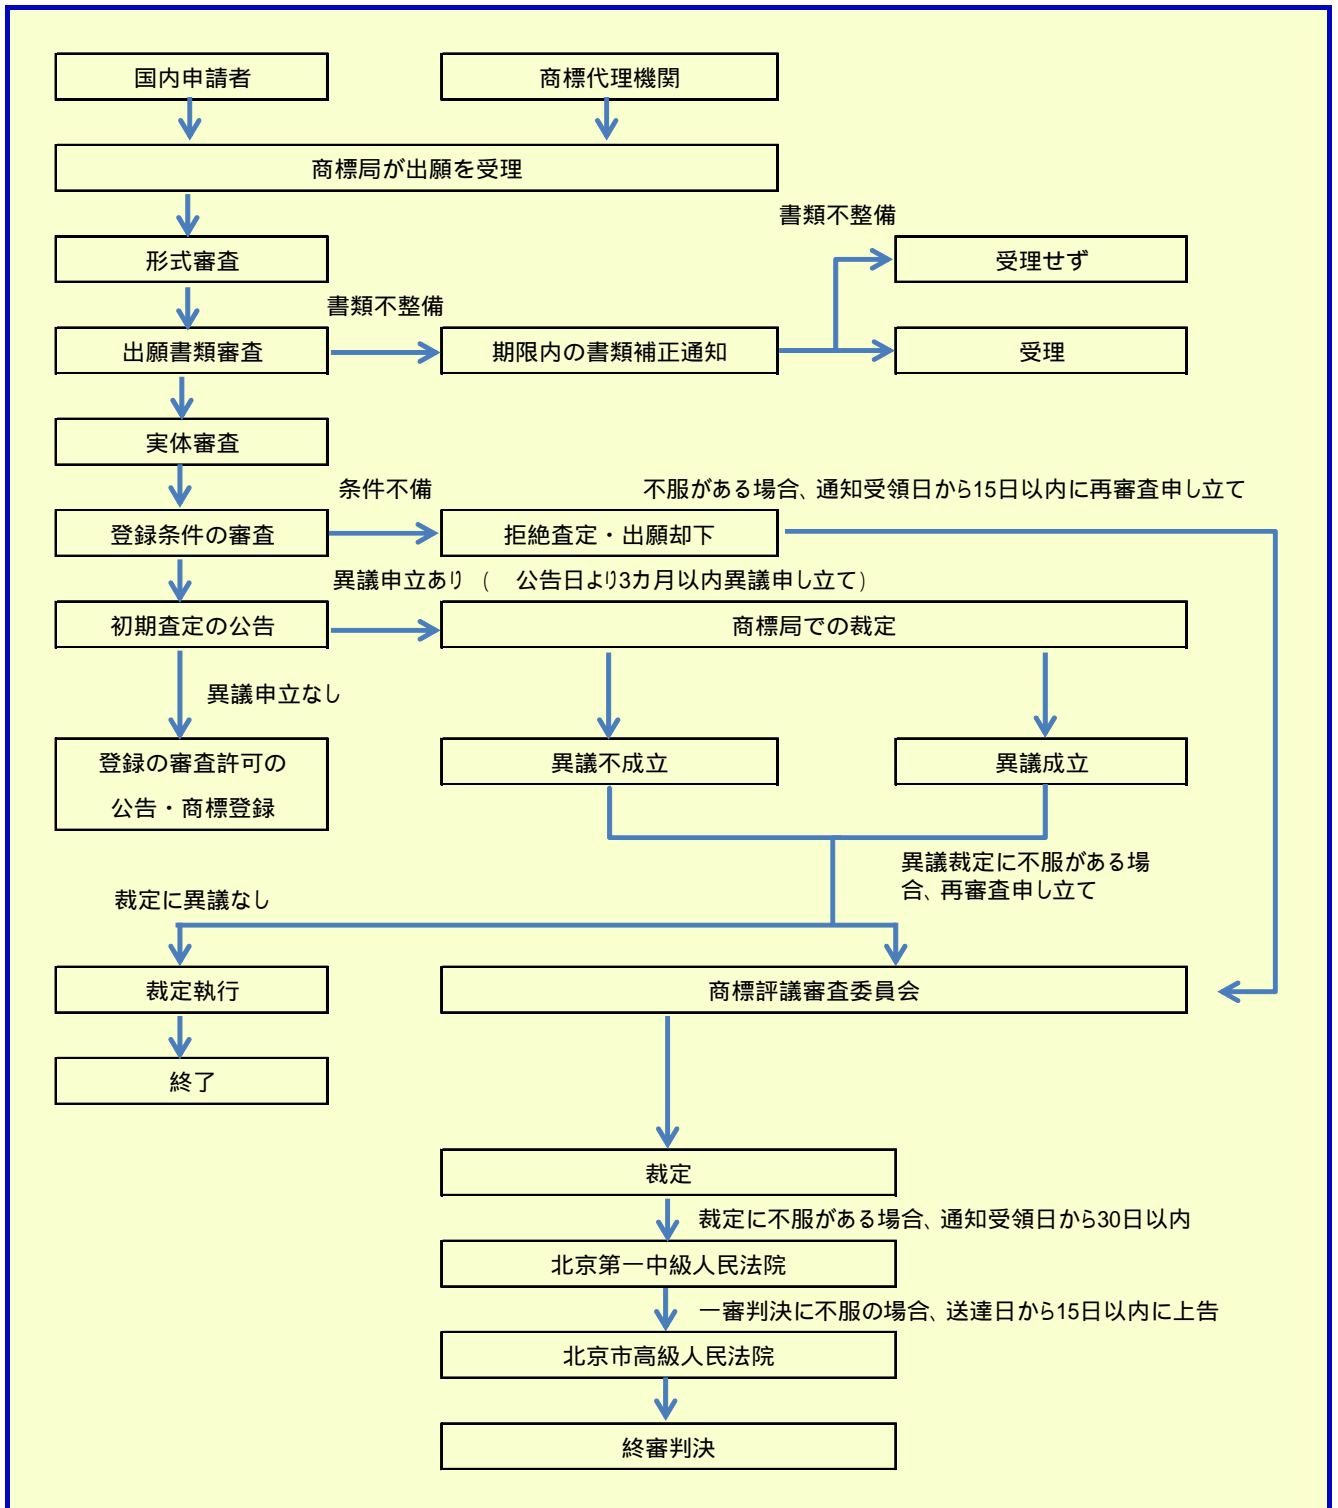 国内申請者
商標代理機関
商標局が出願を受理
書類不整備
形式審査
受理せず
書類不整備
出願書類審査
期限内の書類補正通知
受理
実体審査
条件不備
不服がある場合、通知受領日から15日以内に再審査申し立て
登録条件の審査
拒絶査定・出願却下
異議申立あり ( 公告日より3カ月以内異議申し立て)
初期査定の公告
商標局での裁定
異議申立なし
登録の審査許可の
公告・商標登録
異議不成立
異議成立
異議裁定に不服がある場
合、再審査申し立て
裁定に異議なし
裁定執行
商標評議審査委員会
終了
裁定
裁定に不服がある場合、通知受領日から30日以内
北京第一中級人民法院
一審判決に不服の場合、送達日から15日以内に上告
北京市高級人民法院
終審判決